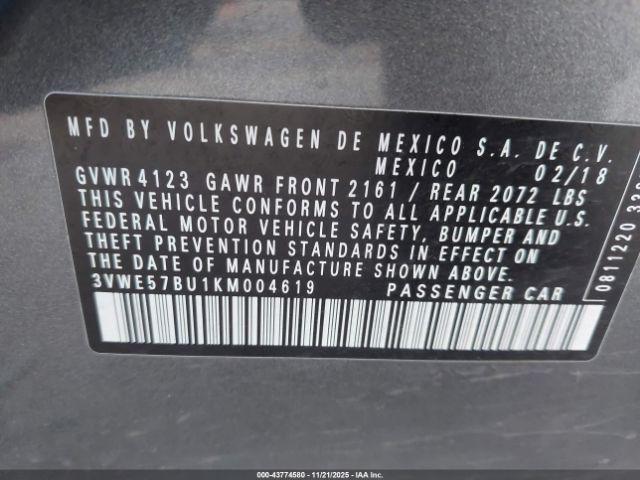 MFD BY VOLKSWAGEN DE MEXICO S.A. DE C.V.
MEXICO 02/18
GVWR 4123 GAWR FRONT 2161 / REAR 2072 LBS
THIS VEHICLE CONFORMS TO ALL APPLICABLE U.S.
FEDERAL MOTOR VEHICLE SAFETY, BUMPER AND
THEFT PREVENTION STANDARDS IN EFFECT ON
THE DATE OF MANUFACTURE SHOWN ABOVE.
3VWE57BU1KM004619 PASSENGER CAR
0811220
000-43774580 - 11/21/2025 - IAA Inc.